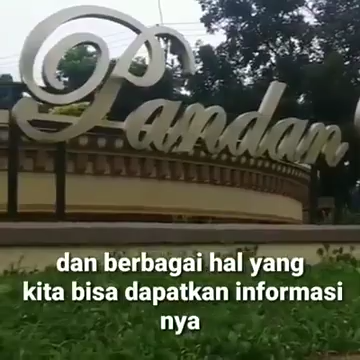 Pandan
dan berbagai hal yang
kita bisa dapatkan informasi
nya